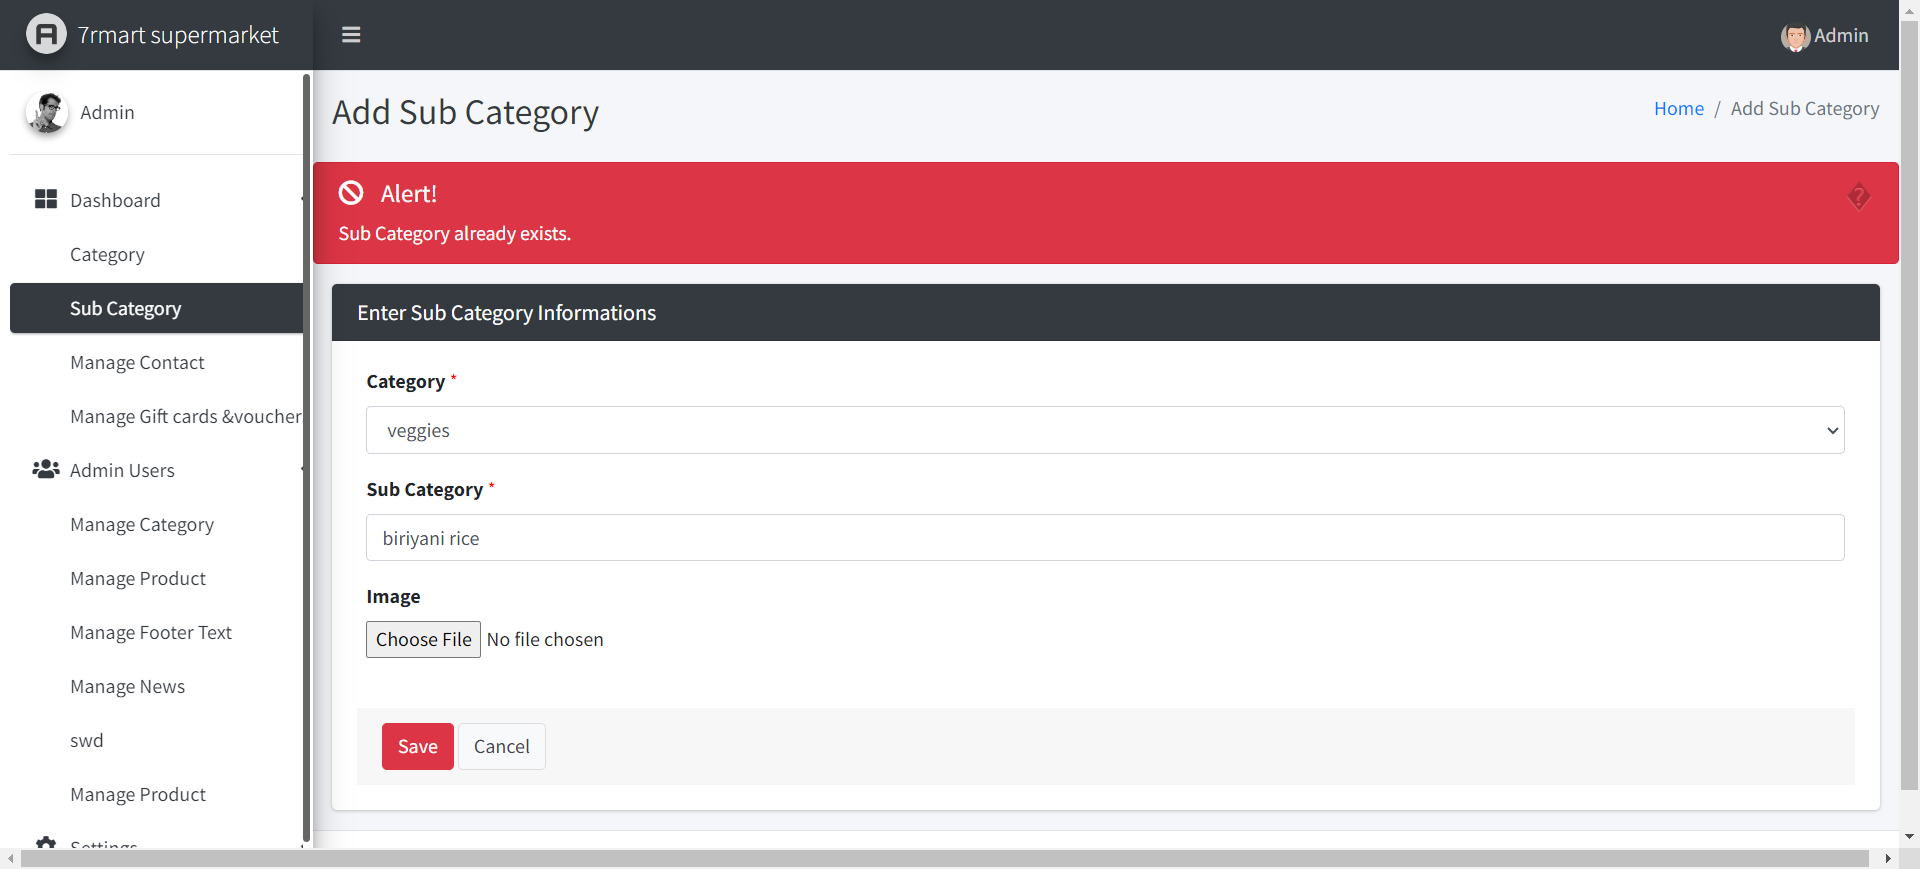 7rmart supermarket
Admin
Admin
Dashboard
Category
Sub Category
Manage Contact
Manage Gift cards &voucher
Admin Users
Manage Category
Manage Product
Manage Footer Text
Manage News
swd
Manage Product
Settings
Add Sub Category
Home / Add Sub Category
Alert!
Sub Category already exists.
Enter Sub Category Informations
Category *
veggies
Sub Category *
biriyani rice
Image
Choose File No file chosen
Save Cancel